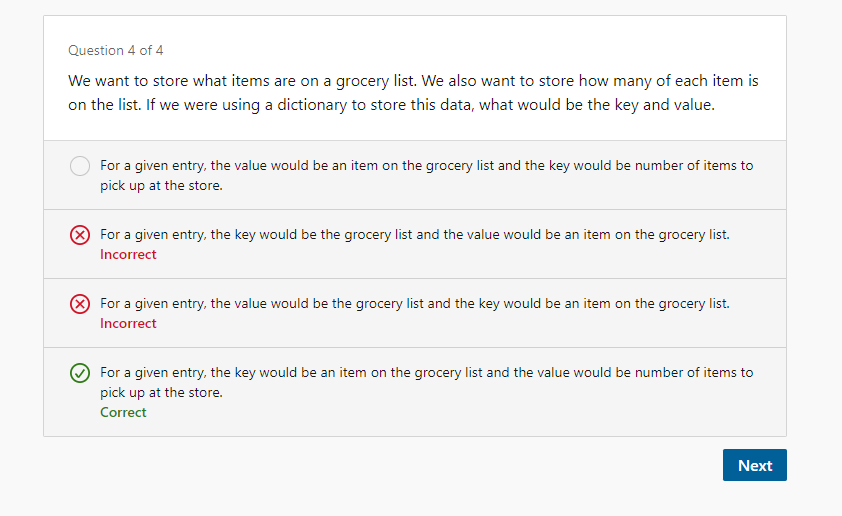 Question 4 of 4
We want to store what items are on a grocery list. We also want to store how many of each item is
on the list. If we were using a dictionary to store this data, what would be the key and value.
For a given entry, the value would be an item on the grocery list and the key would be number of items to
pick up at the store.
For a given entry, the key would be the grocery list and the value would be an item on the grocery list.
Incorrect
For a given entry, the value would be the grocery list and the key would be an item on the grocery list.
Incorrect
For a given entry, the key would be an item on the grocery list and the value would be number of items to
pick up at the store.
Correct
Next